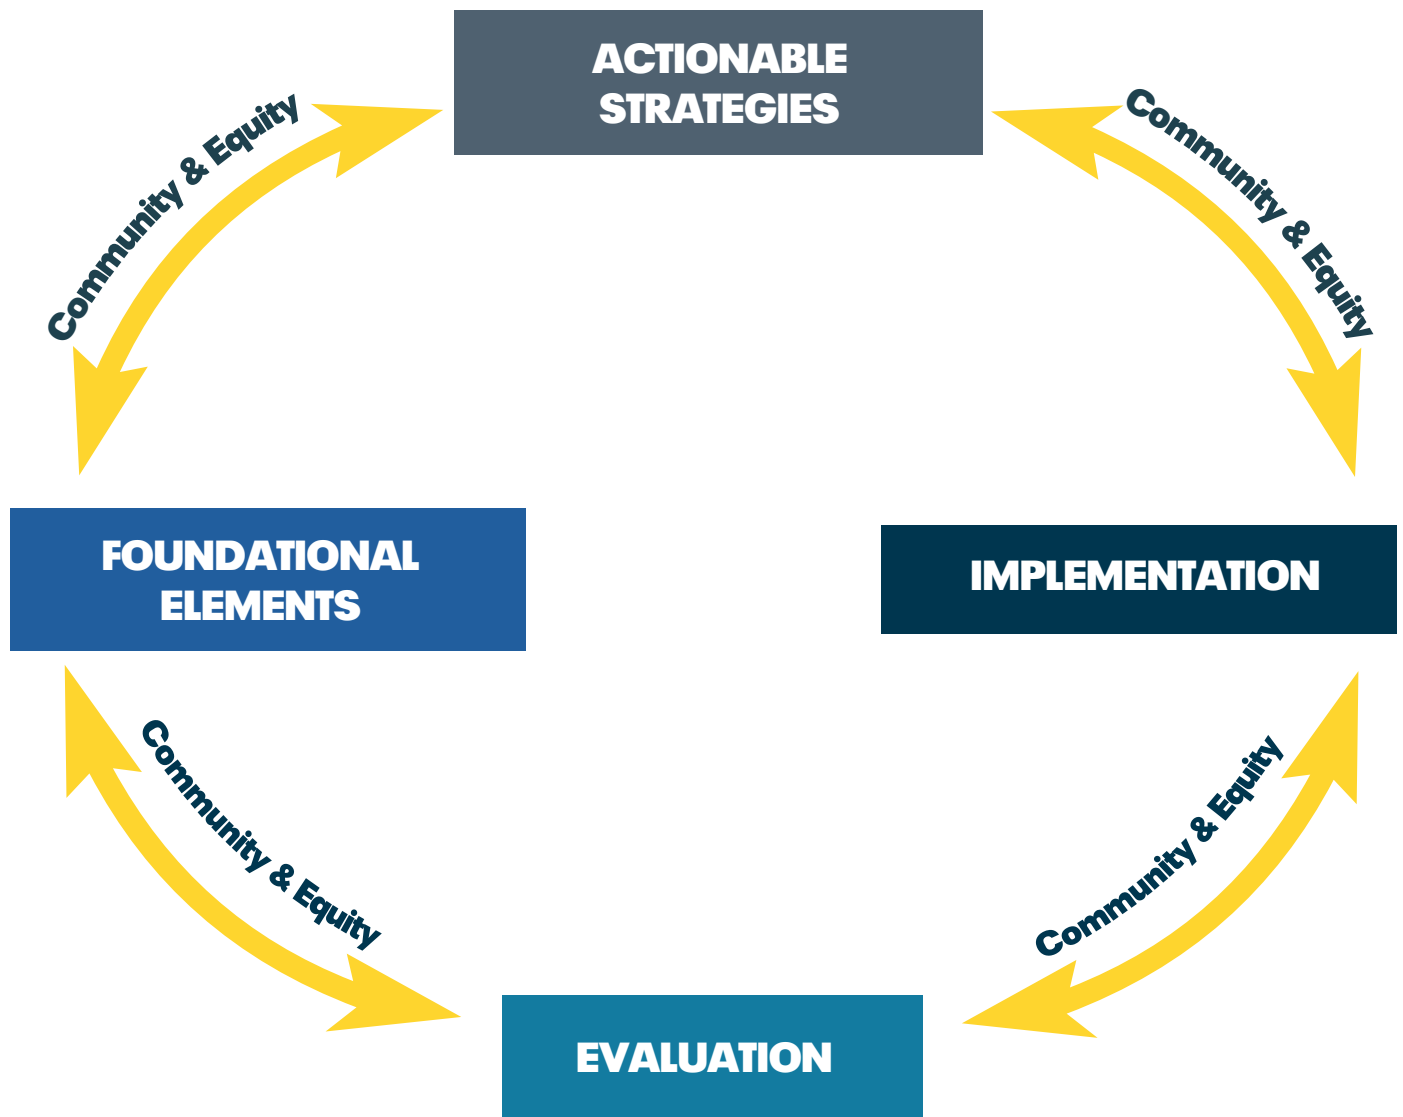 ACTIONABLE
STRATEGIES
Community & Equity
Community & Equity
FOUNDATIONAL
ELEMENTS
IMPLEMENTATION
Community & Equity
Community & Equity
EVALUATION